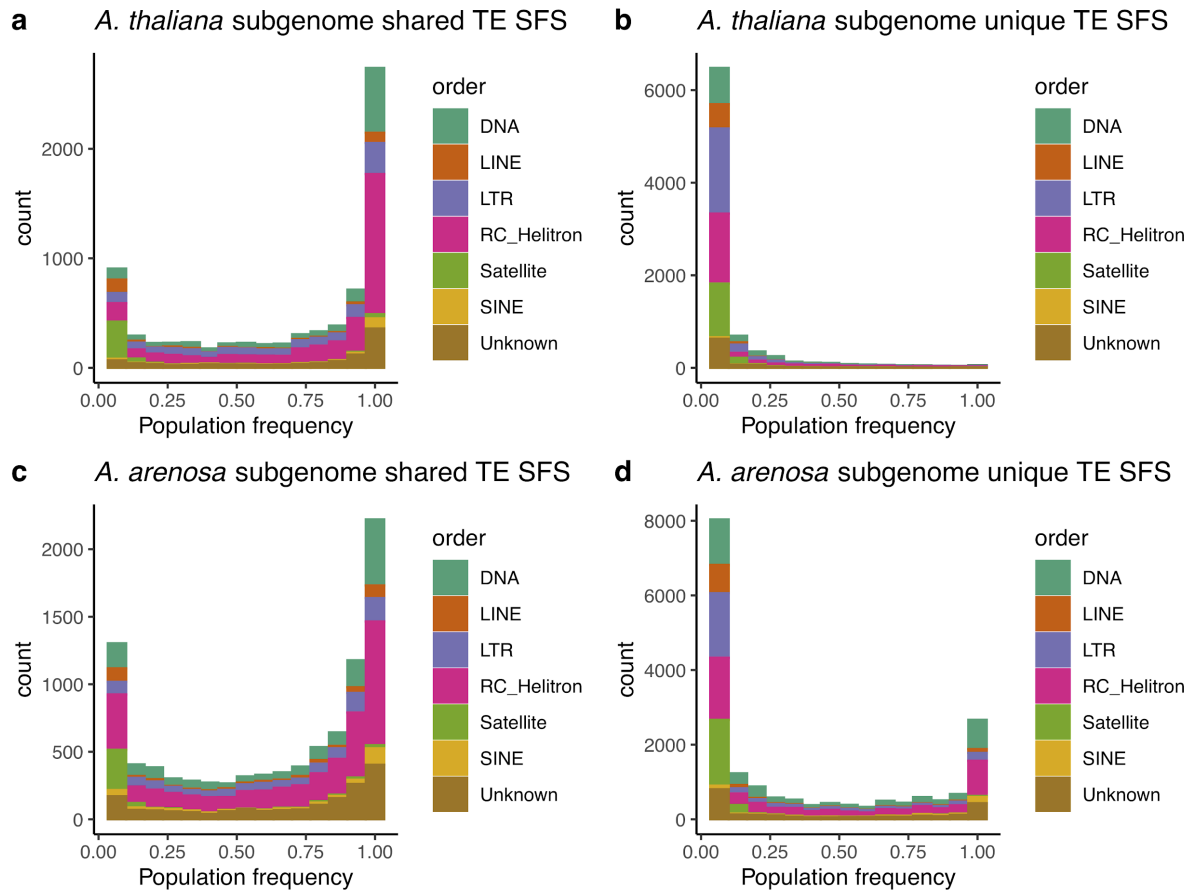 a A. thaliana subgenome shared TE SFS
count
2000
1000
0
0.00 0.25 0.50 0.75 1.00
Population frequency
order
DNA
LINE
LTR
RC_Helitron
Satellite
SINE
Unknown
b A. thaliana subgenome unique TE SFS
count
6000
4000
2000
0
0.00 0.25 0.50 0.75 1.00
Population frequency
order
DNA
LINE
LTR
RC_Helitron
Satellite
SINE
Unknown
c A. arenosa subgenome shared TE SFS
count
2000
1500
1000
500
0
0.00 0.25 0.50 0.75 1.00
Population frequency
order
DNA
LINE
LTR
RC_Helitron
Satellite
SINE
Unknown
d A. arenosa subgenome unique TE SFS
count
8000
6000
4000
2000
0
0.00 0.25 0.50 0.75 1.00
Population frequency
order
DNA
LINE
LTR
RC_Helitron
Satellite
SINE
Unknown